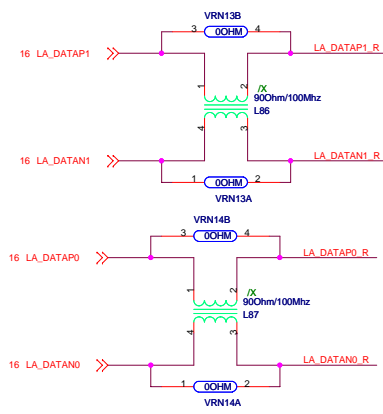 VRN13B
3 0OHM 4
16 LA_DATAP1 LA_DATAP1_R
1 2
/X
90Ohm/100Mhz
L86
4 3
16 LA_DATAN1 LA_DATAN1_R
1 0OHM 2
VRN13A
VRN14B
3 0OHM 4
16 LA_DATAP0 LA_DATAP0_R
1 2
/X
90Ohm/100Mhz
L87
4 3
16 LA_DATAN0 LA_DATAN0_R
1 0OHM 2
VRN14A